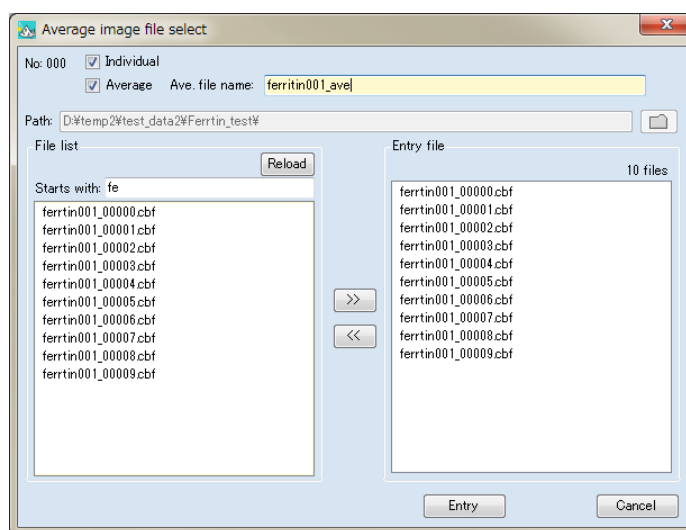 Average image file select
No: 000 Individual
Average Ave. file name: ferritin001_ave
Path: D:¥temp2¥test_data2¥Ferrtin_test¥
File list
Reload
Starts with: fe
ferrtin001_00000.cbf
ferrtin001_00001.cbf
ferrtin001_00002.cbf
ferrtin001_00003.cbf
ferrtin001_00004.cbf
ferrtin001_00005.cbf
ferrtin001_00006.cbf
ferrtin001_00007.cbf
ferrtin001_00008.cbf
ferrtin001_00009.cbf
>>
<<
Entry file
10 files
ferrtin001_00000.cbf
ferrtin001_00001.cbf
ferrtin001_00002.cbf
ferrtin001_00003.cbf
ferrtin001_00004.cbf
ferrtin001_00005.cbf
ferrtin001_00006.cbf
ferrtin001_00007.cbf
ferrtin001_00008.cbf
ferrtin001_00009.cbf
Entry Cancel